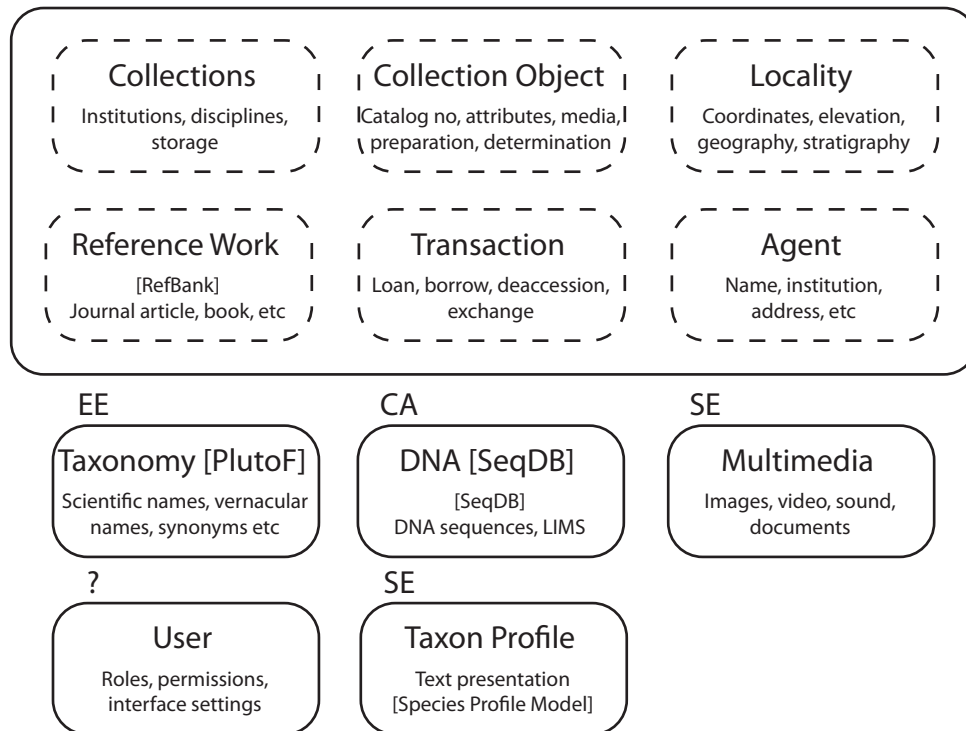 Collections
Institutions, disciplines,
storage
Collection Object
Catalog no, attributes, media,
preparation, determination
Locality
Coordinates, elevation,
geography, stratigraphy
Reference Work
[RefBank]
Journal article, book, etc
Transaction
Loan, borrow, deaccession,
exchange
Agent
Name, institution,
address, etc
EE
Taxonomy [PlutoF]
Scientific names, vernacular
names, synonyms etc
CA
DNA [SeqDB]
[SeqDB]
DNA sequences, LIMS
SE
Multimedia
Images, video, sound,
documents
?
User
Roles, permissions,
interface settings
SE
Taxon Profile
Text presentation
[Species Profile Model]